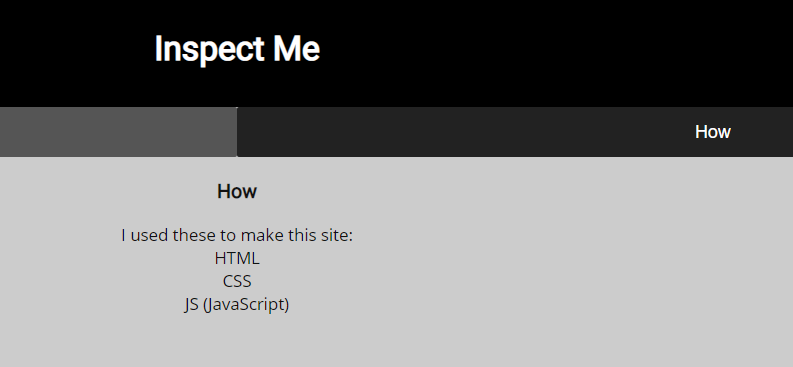 Inspect Me
How
How
I used these to make this site:
HTML
CSS
JS (JavaScript)